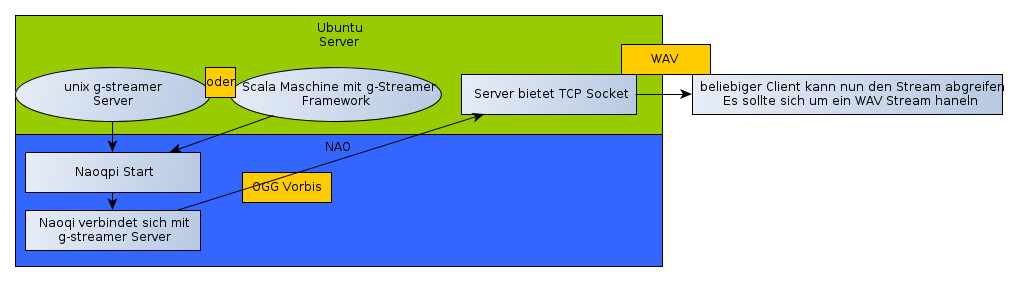 Ubuntu
Server
WAV
unix g-streamer
Server
oder
Scala Maschine mit g-Streamer
Framework
Server bietet TCP Socket
beliebiger Client kann nun den Stream abgreifen
Es sollte sich um ein WAV Stream haneln
NAO
Naoqpi Start
OGG Vorbis
Naoqi verbindet sich mit
g-streamer Server